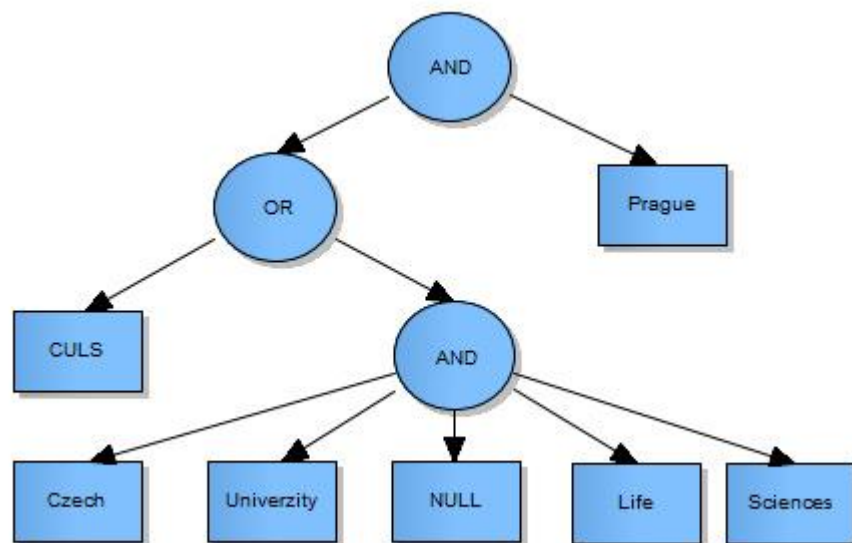 AND
OR
Prague
CULS
AND
Czech
Univerzity
NULL
Life
Sciences